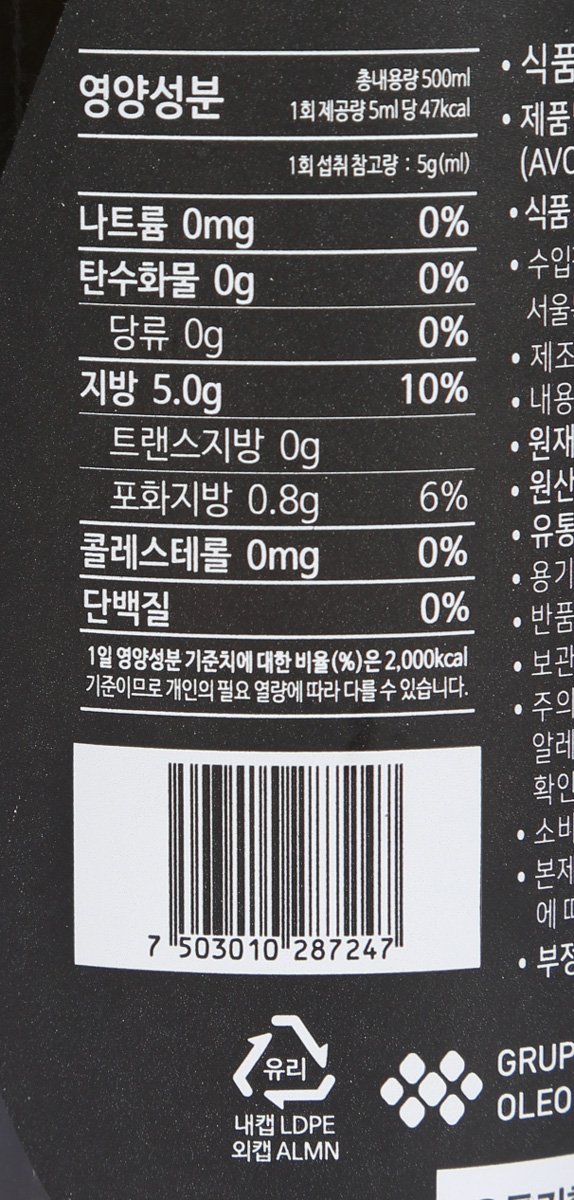 영양성분
총내용량 500ml
1회 제공량 5ml당 47kcal
1회 섭취 참고량 : 5g(ml)
나트륨 0mg 0%
탄수화물 0g 0%
당류 0g 0%
지방 5.0g 10%
트랜스지방 0g
포화지방 0.8g 6%
콜레스테롤 0mg 0%
단백질 0%
1일 영양성분 기준치에 대한 비율(%)은 2,000kcal
기준이므로 개인의 필요 열량에 따라 다를 수 있습니다.
7 503010 287247
유리
내캡 LDPE
외캡 ALMN
• 식품
• 제품
(AVO
• 식품
• 수입
서울
• 제조
• 내용
• 원재
• 원산
• 유통
• 용기
• 반품
• 보관
• 주의
알레
확인
• 소비
• 본제
에 따
• 부정
GRUP
OLEO